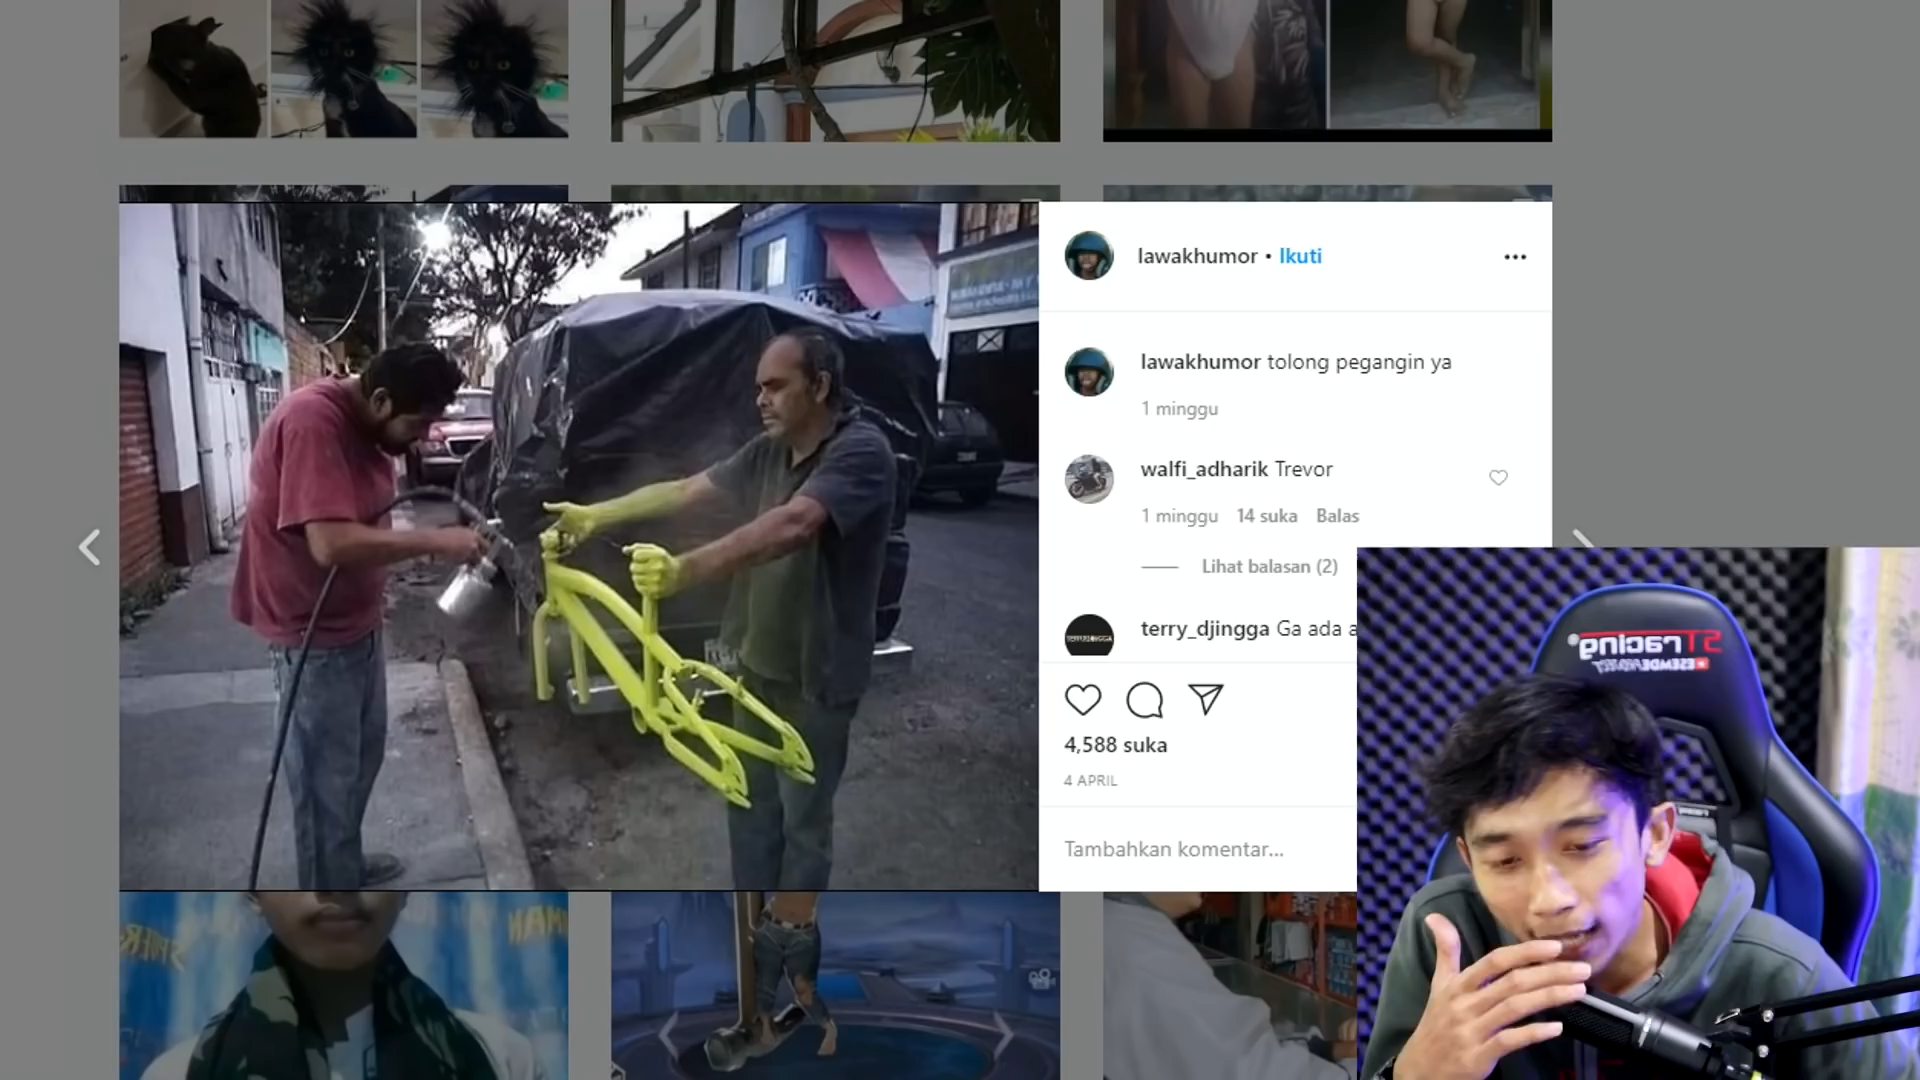 lawakhumor • Ikuti
lawakhumor tolong pegangin ya
1 minggu
walfi_adharik Trevor
1 minggu 14 suka Balas
Lihat balasan (2)
terry_djingga Ga ada a
4,588 suka
4 APRIL
Tambahkan komentar...
STracing